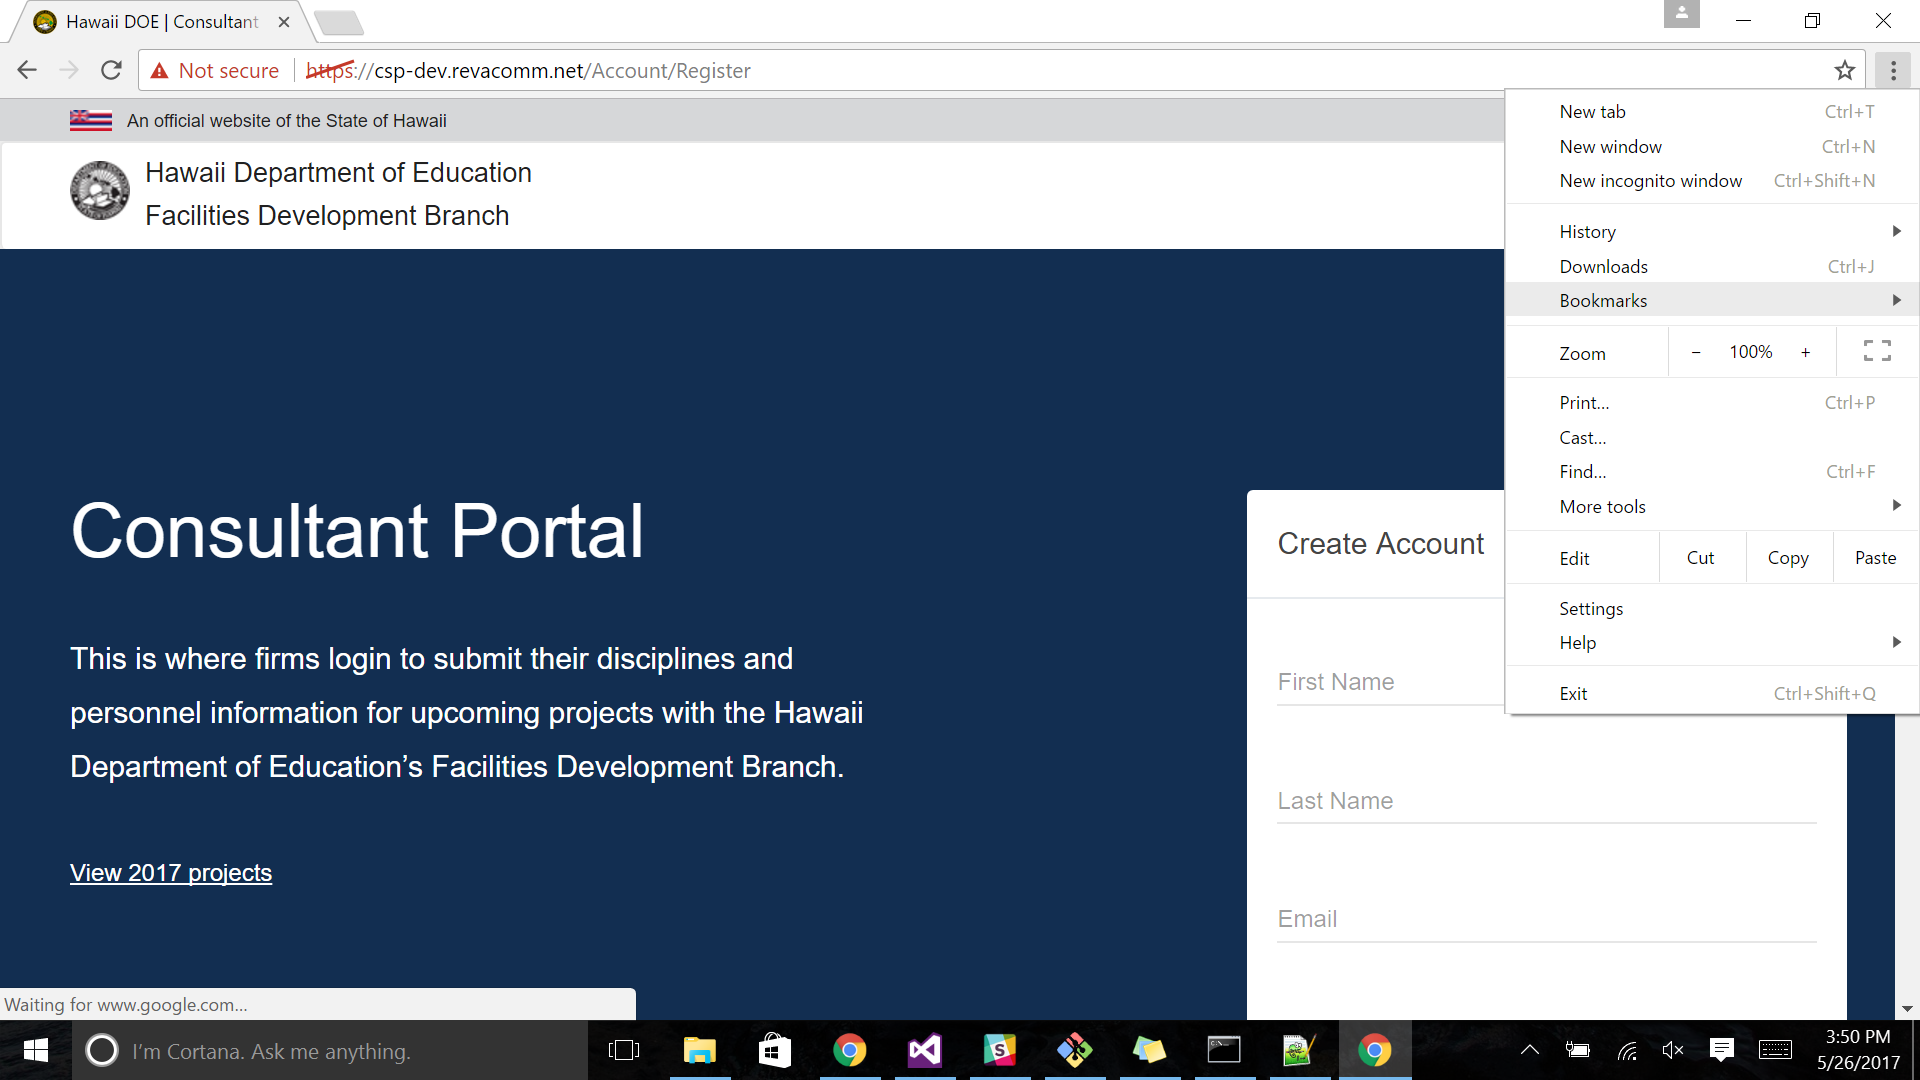 Hawaii DOE | Consultant
Not secure https://csp-dev.revacomm.net/Account/Register
An official website of the State of Hawaii
Hawaii Department of Education
Facilities Development Branch
Consultant Portal
This is where firms login to submit their disciplines and
personnel information for upcoming projects with the Hawaii
Department of Education’s Facilities Development Branch.
View 2017 projects
Create Account
First Name
Last Name
Email
New tab Ctrl+T
New window Ctrl+N
New incognito window Ctrl+Shift+N
History
Downloads Ctrl+J
Bookmarks
Zoom − 100% +
Print... Ctrl+P
Cast...
Find... Ctrl+F
More tools
Edit Cut Copy Paste
Settings
Help
Exit Ctrl+Shift+Q
Waiting for www.google.com...
I'm Cortana. Ask me anything.
3:50 PM
5/26/2017